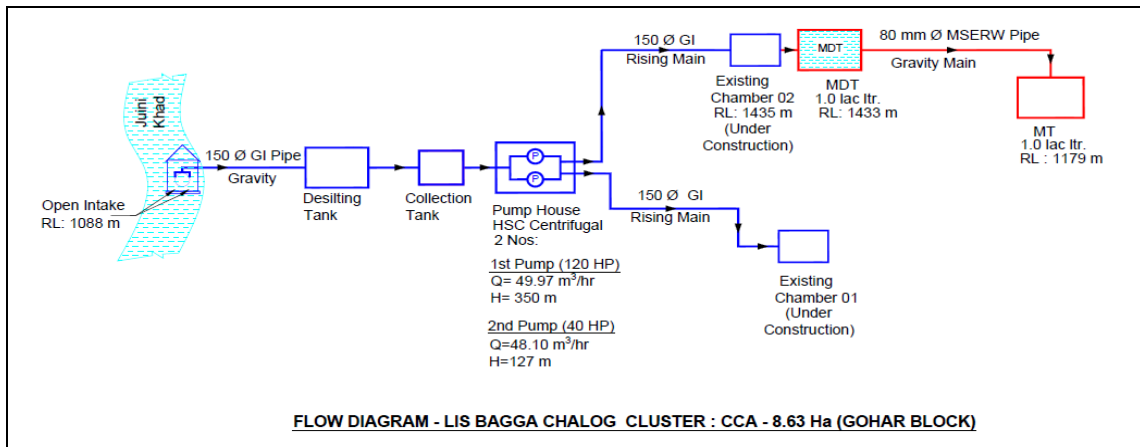 Juini
Khad
Open Intake
RL: 1088 m
150 Ø GI Pipe
Gravity
Desilting
Tank
Collection
Tank
P
P
Pump House
HSC Centrifugal
2 Nos:
1st Pump (120 HP)
Q= 49.97 m³/hr
H= 350 m
2nd Pump (40 HP)
Q=48.10 m³/hr
H=127 m
150 Ø GI
Rising Main
Existing
Chamber 02
RL: 1435 m
(Under
Construction)
MDT
MDT
1.0 lac ltr.
RL: 1433 m
80 mm Ø MSERW Pipe
Gravity Main
MT
1.0 lac ltr.
RL : 1179 m
150 Ø GI
Rising Main
Existing
Chamber 01
(Under
Construction)
FLOW DIAGRAM - LIS BAGGA CHALOG CLUSTER : CCA - 8.63 Ha (GOHAR BLOCK)